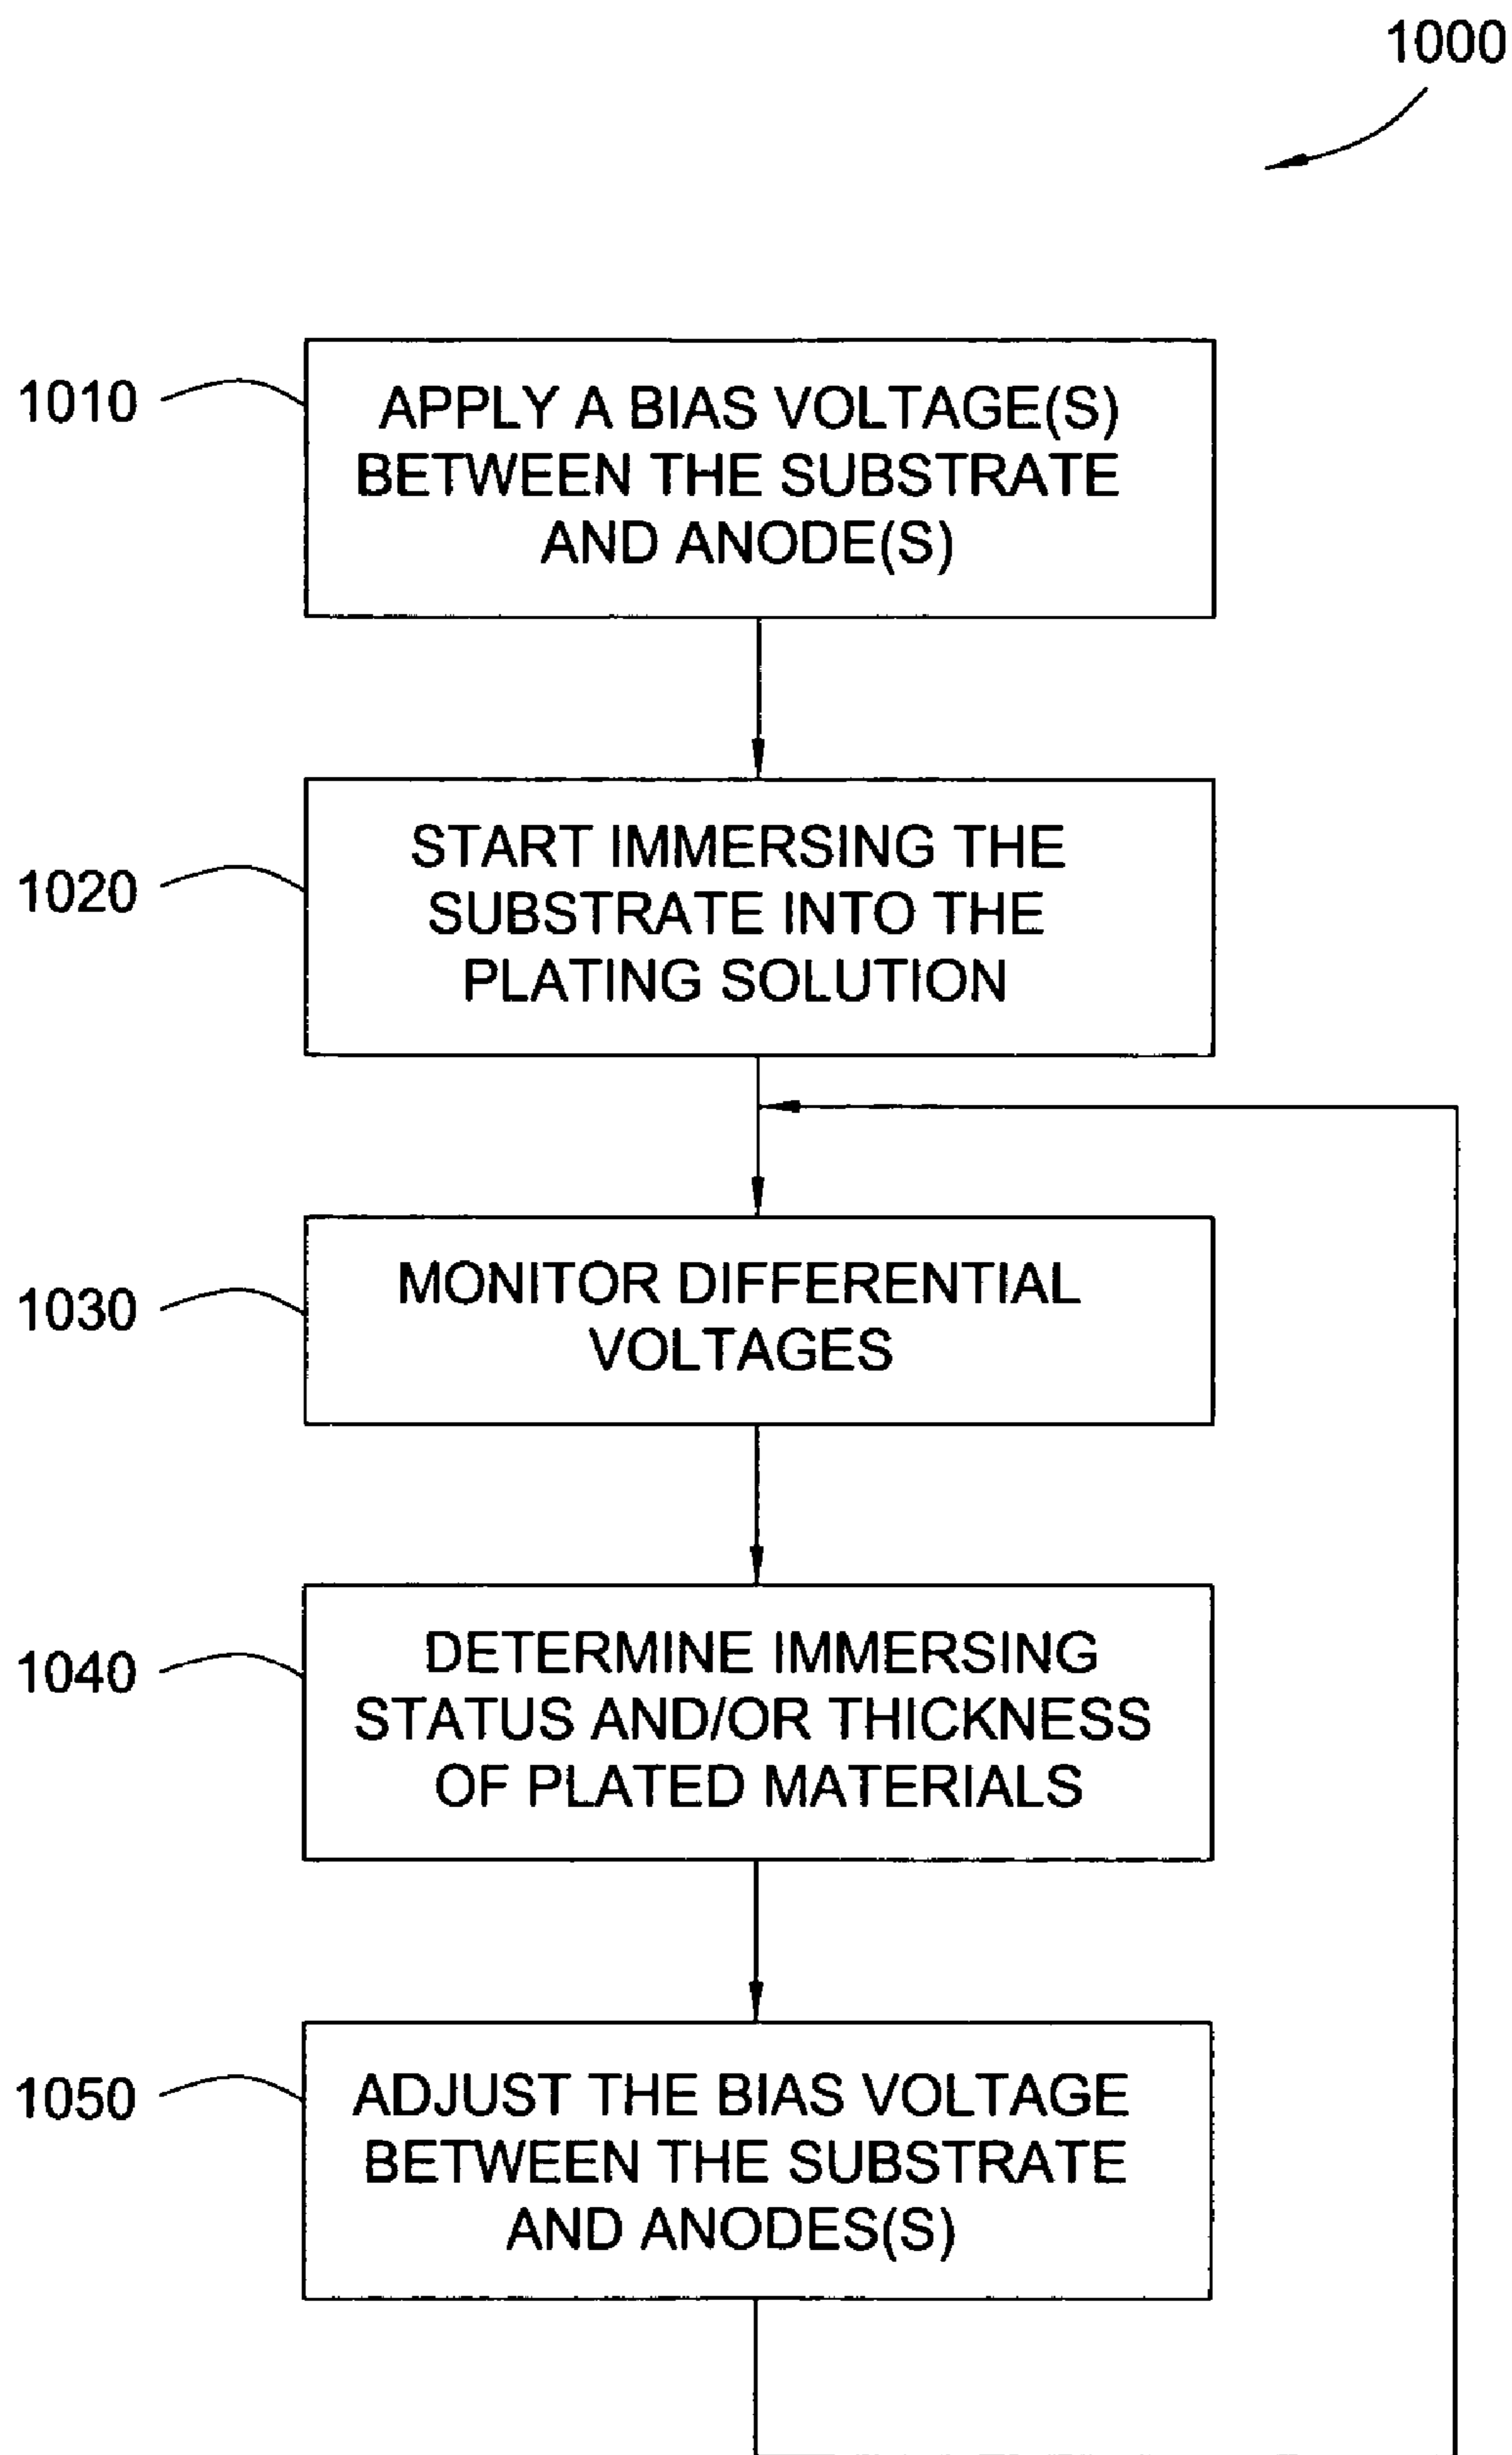 1000
1010
APPLY A BIAS VOLTAGE(S)
BETWEEN THE SUBSTRATE
AND ANODE(S)
1020
START IMMERSING THE
SUBSTRATE INTO THE
PLATING SOLUTION
1030
MONITOR DIFFERENTIAL
VOLTAGES
1040
DETERMINE IMMERSING
STATUS AND/OR THICKNESS
OF PLATED MATERIALS
1050
ADJUST THE BIAS VOLTAGE
BETWEEN THE SUBSTRATE
AND ANODES(S)